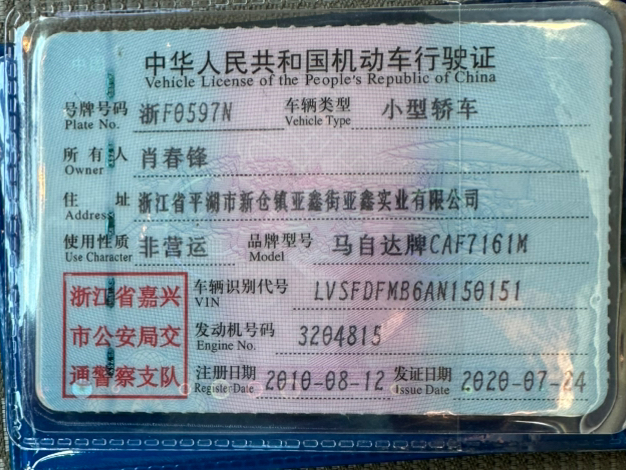 中华人民共和国机动车行驶证
Vehicle License of the People's Republic of China
号牌号码 浙F0597N 车辆类型 小型轿车
Plate No. Vehicle Type
所有人 肖春锋
Owner
住址 浙江省平湖市新仓镇亚鑫街亚鑫实业有限公司
Address
使用性质 非营运 品牌型号 马自达牌CAF7161M
Use Character Model
浙江省嘉兴 车辆识别代号 LVSFDFMB6AN150151
VIN
市公安局交 发动机号码 3204815
Engine No.
通警察支队 注册日期 2010-08-12 发证日期 2020-07-24
Register Date Issue Date